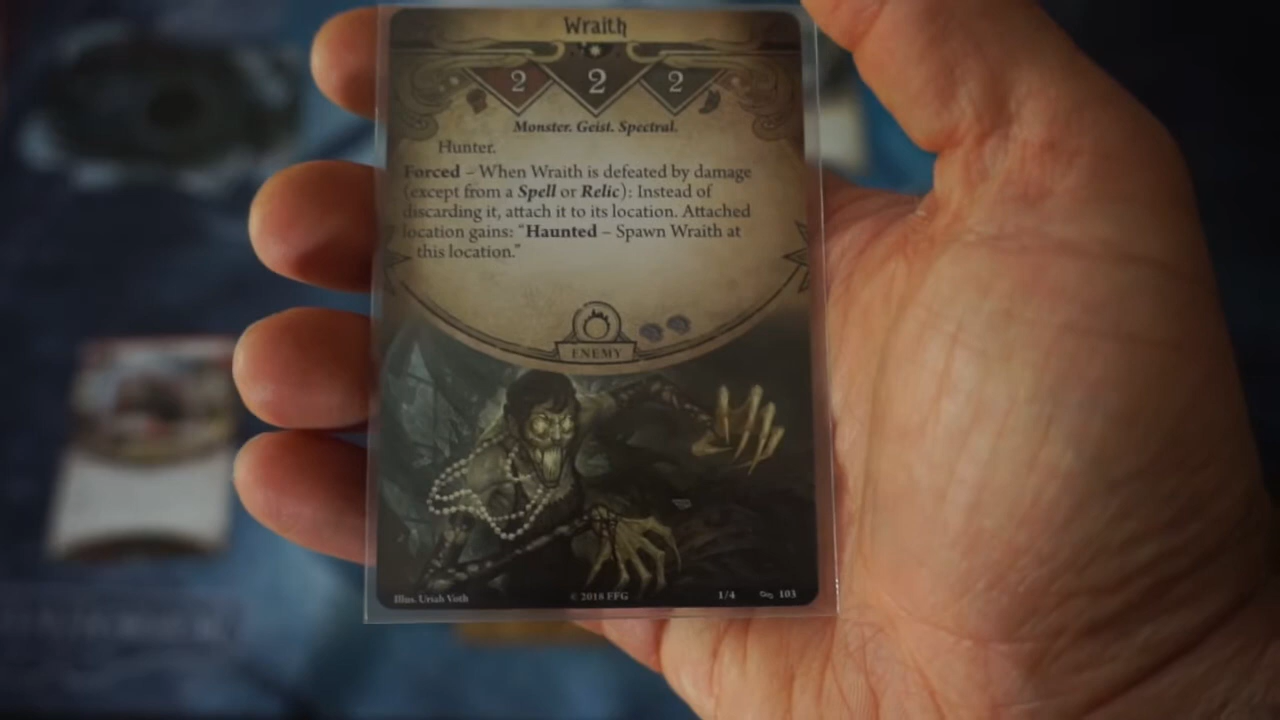 Wraith
2 2 2
Monster. Geist. Spectral.
Hunter.
Forced – When Wraith is defeated by damage
(except from a Spell or Relic): Instead of
discarding it, attach it to its location. Attached
location gains: “Haunted – Spawn Wraith at
this location.”
ENEMY
Illus. Uriah Voth © 2018 FFG 1/4 103